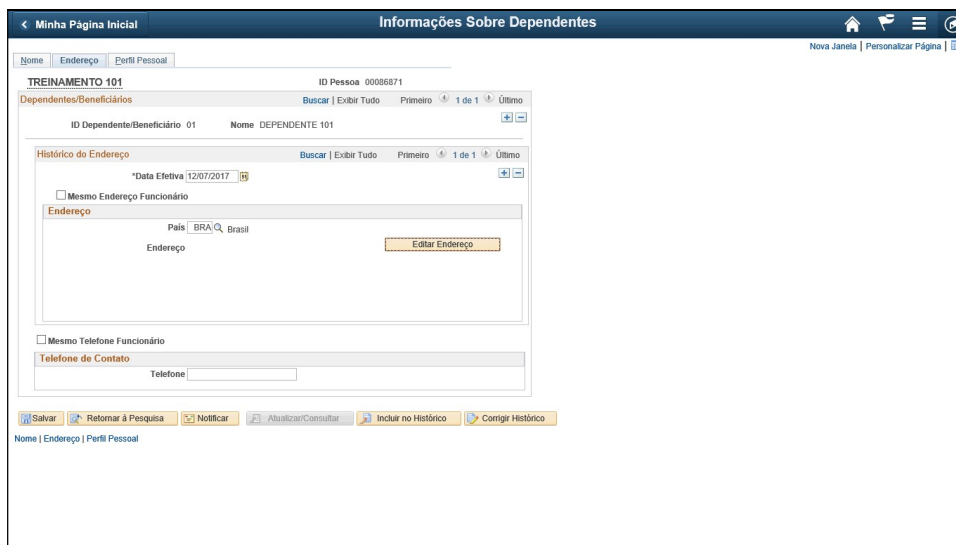 Minha Página Inicial
Informações Sobre Dependentes
Nova Janela | Personalizar Página |
Nome Endereço Perfil Pessoal
TREINAMENTO 101 ID Pessoa 00086871
Dependentes/Beneficiários Buscar | Exibir Tudo Primeiro 1 de 1 Último
ID Dependente/Beneficiário 01 Nome DEPENDENTE 101
Histórico do Endereço Buscar | Exibir Tudo Primeiro 1 de 1 Último
*Data Efetiva 12/07/2017
Mesmo Endereço Funcionário
Endereço
País BRA Brasil
Endereço Editar Endereço
Mesmo Telefone Funcionário
Telefone de Contato
Telefone
Salvar Retornar à Pesquisa Notificar Atualizar/Consultar Incluir no Histórico Corrigir Histórico
Nome | Endereço | Perfil Pessoal